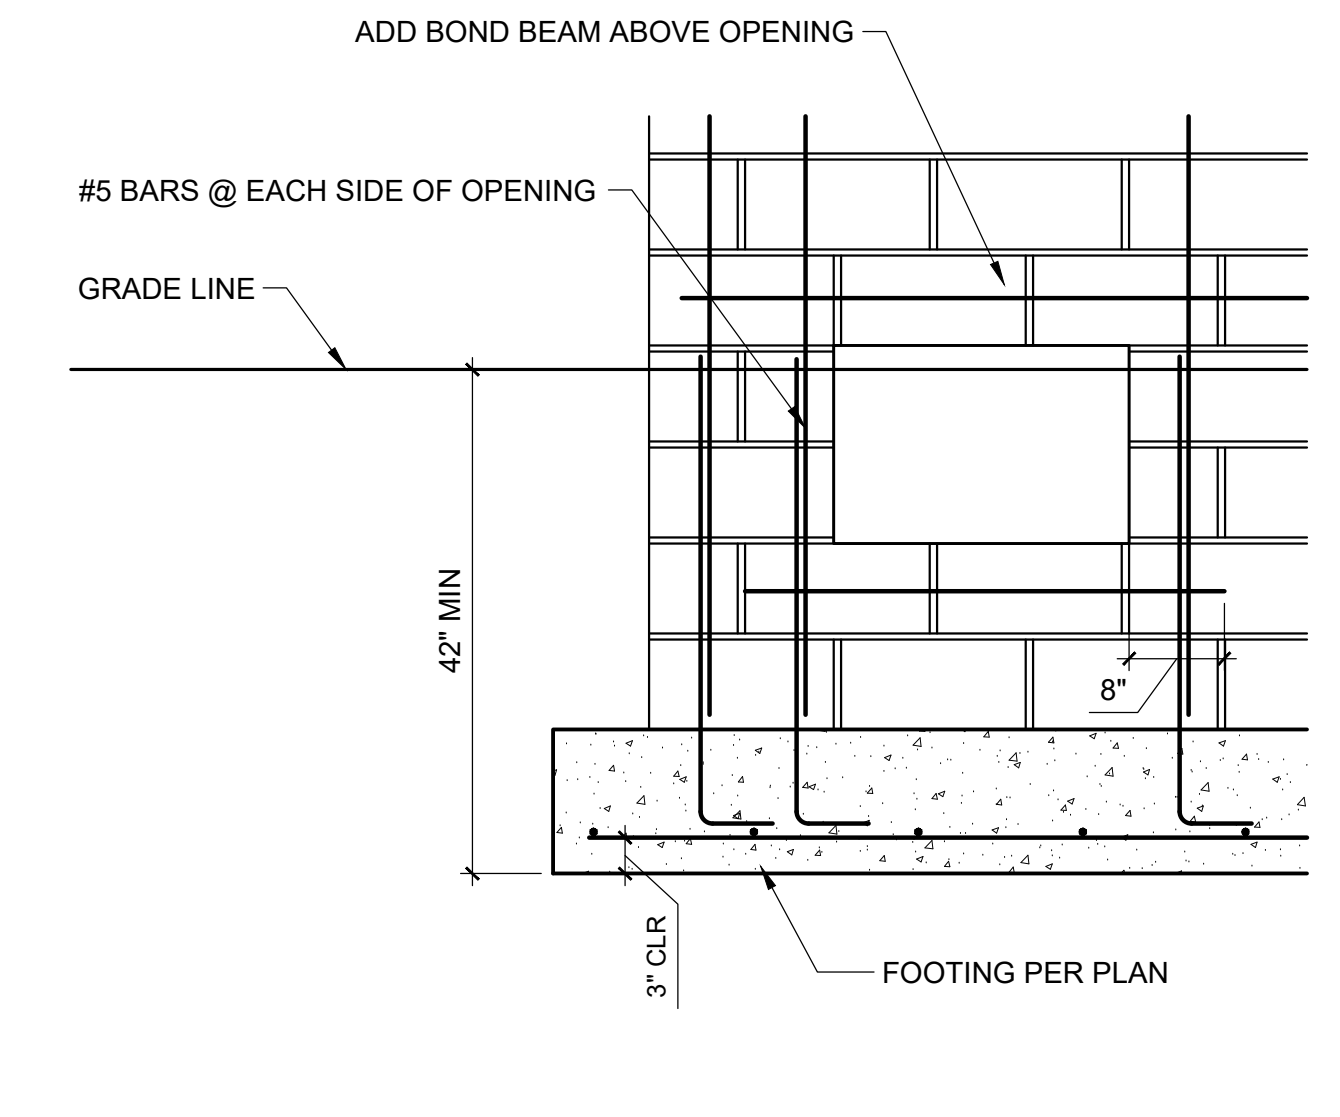 ADD BOND BEAM ABOVE OPENING
#5 BARS @ EACH SIDE OF OPENING
GRADE LINE
42" MIN
8"
3" CLR
FOOTING PER PLAN